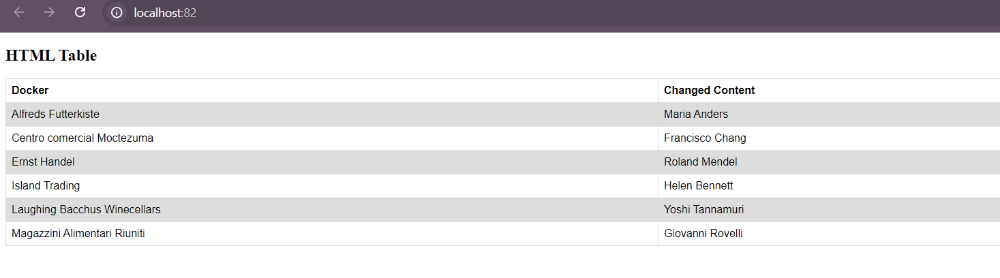 localhost:82
HTML Table
Docker Changed Content
Alfreds Futterkiste Maria Anders
Centro comercial Moctezuma Francisco Chang
Ernst Handel Roland Mendel
Island Trading Helen Bennett
Laughing Bacchus Winecellars Yoshi Tannamuri
Magazzini Alimentari Riuniti Giovanni Rovelli